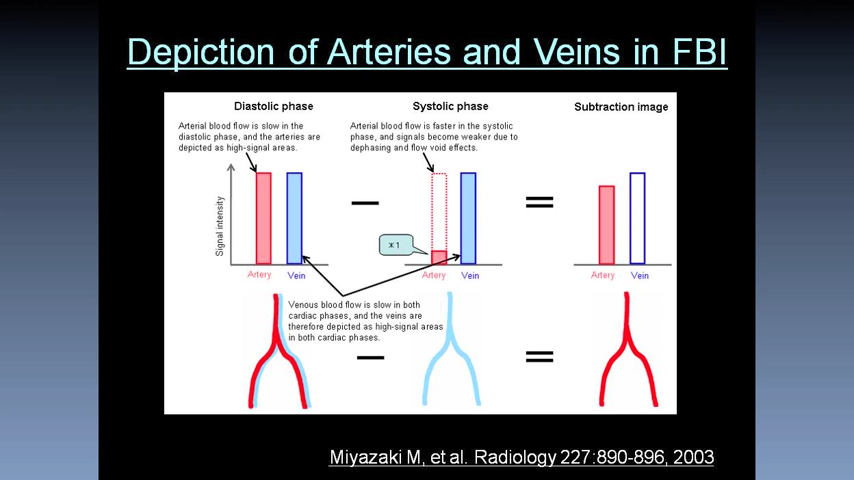 Depiction of Arteries and Veins in FBI
Diastolic phase
Systolic phase
Subtraction image
Arterial blood flow is slow in the
diastolic phase, and the arteries are
depicted as high-signal areas.
Arterial blood flow is faster in the systolic
phase, and signals become weaker due to
dephasing and flow void effects.
Signal intensity
x 1
Artery
Vein
Artery
Vein
Artery
Vein
Venous blood flow is slow in both
cardiac phases, and the veins are
therefore depicted as high-signal areas
in both cardiac phases.
Miyazaki M, et al. Radiology 227:890-896, 2003